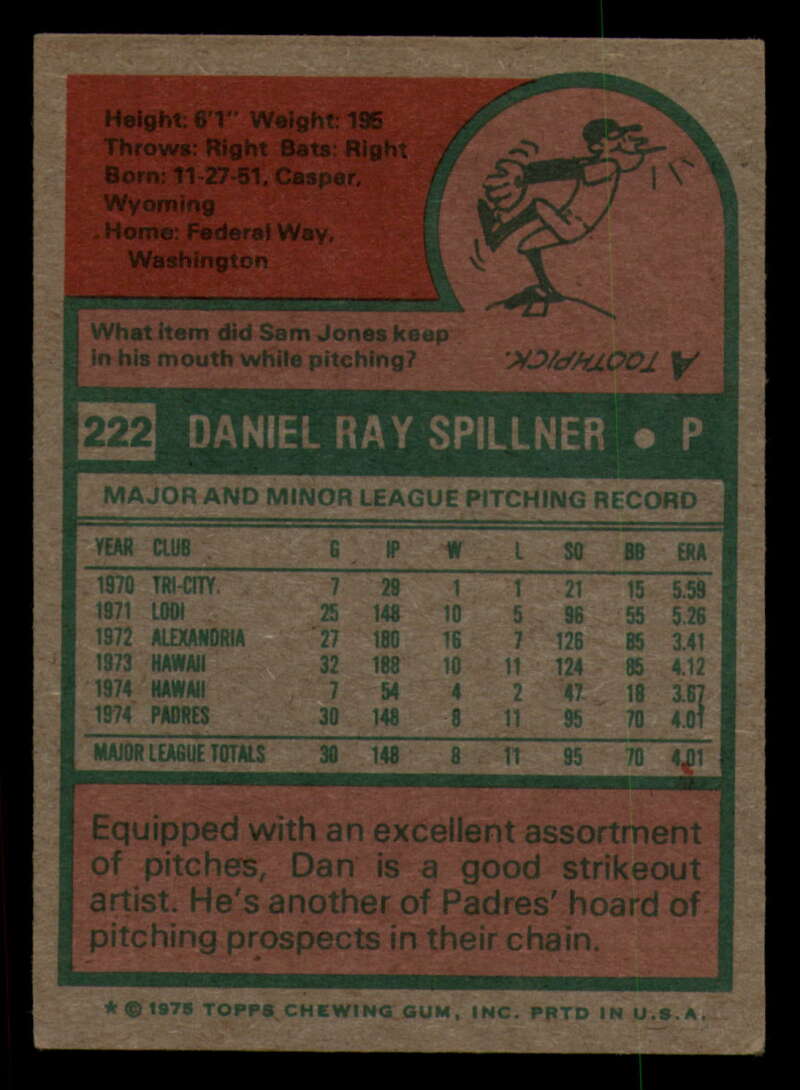 Height: 6'1" Weight: 195
Throws: Right Bats: Right
Born: 11-27-51, Casper,
Wyoming
Home: Federal Way,
Washington
What item did Sam Jones keep
in his mouth while pitching?
A TOOTHPICK.
222 DANIEL RAY SPILLNER • P
MAJOR AND MINOR LEAGUE PITCHING RECORD
YEAR CLUB G IP W L SO BB ERA
1970 TRI-CITY. 7 29 1 1 21 15 5.59
1971 LODI 25 148 10 5 96 55 5.26
1972 ALEXANDRIA 27 180 16 7 126 85 3.41
1973 HAWAII 32 188 10 11 124 85 4.12
1974 HAWAII 7 54 4 2 47 18 3.67
1974 PADRES 30 148 8 11 95 70 4.01
MAJOR LEAGUE TOTALS 30 148 8 11 95 70 4.01
Equipped with an excellent assortment
of pitches, Dan is a good strikeout
artist. He's another of Padres' hoard of
pitching prospects in their chain.
* © 1975 TOPPS CHEWING GUM, INC. PRTD IN U.S.A.